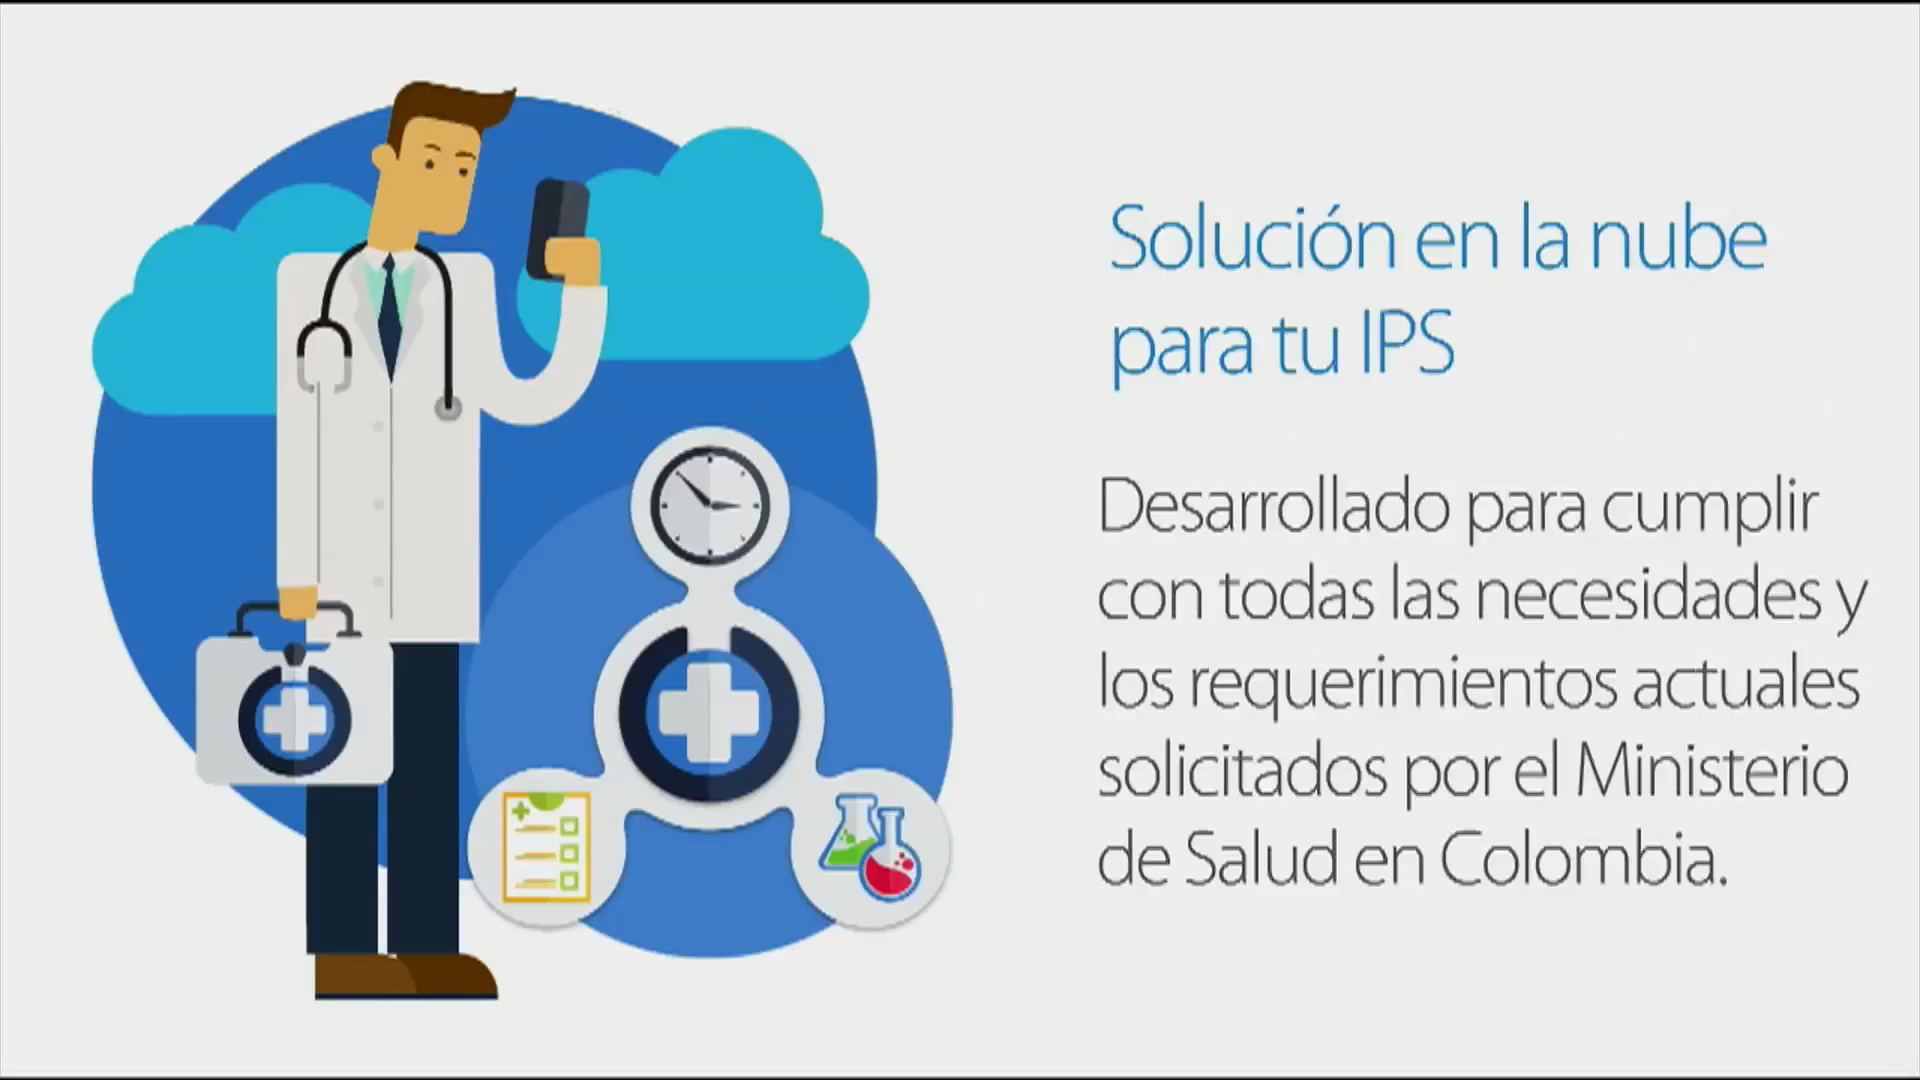 Solución en la nube
para tu IPS
Desarrollado para cumplir
con todas las necesidades y
los requerimientos actuales
solicitados por el Ministerio
de Salud en Colombia.